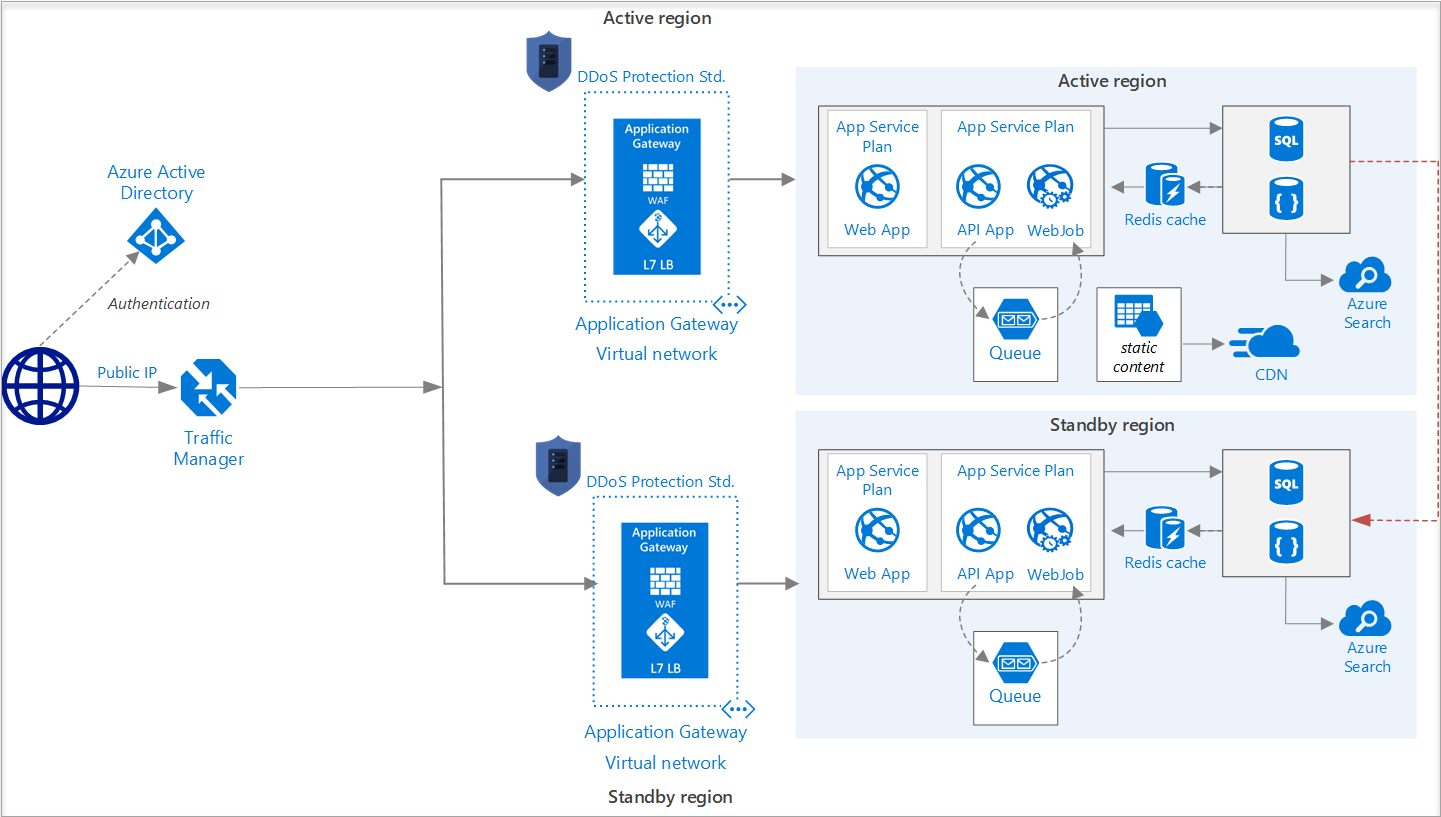 Active region
DDoS Protection Std.
Application
Gateway
WAF
L7 LB
Application Gateway
Virtual network
Azure Active
Directory
Authentication
Public IP
Traffic
Manager
Active region
App Service
Plan
Web App
App Service Plan
API App
WebJob
Queue
SQL
{ }
Redis cache
Azure
Search
static
content
CDN
DDoS Protection Std.
Application
Gateway
WAF
L7 LB
Application Gateway
Virtual network
Standby region
Standby region
App Service
Plan
Web App
App Service Plan
API App
WebJob
Queue
SQL
{ }
Redis cache
Azure
Search